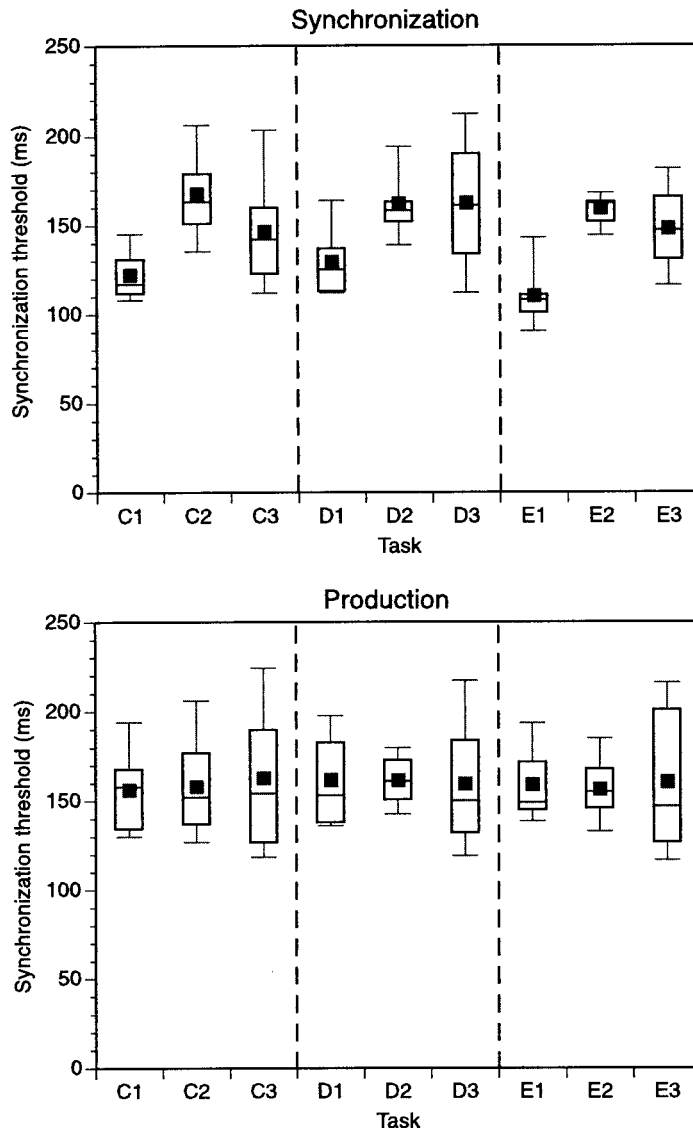 Synchronization
250
200
150
100
50
0
Synchronization threshold (ms)
C1 C2 C3 D1 D2 D3 E1 E2 E3
Task
Production
250
200
150
100
50
0
Synchronization threshold (ms)
C1 C2 C3 D1 D2 D3 E1 E2 E3
Task